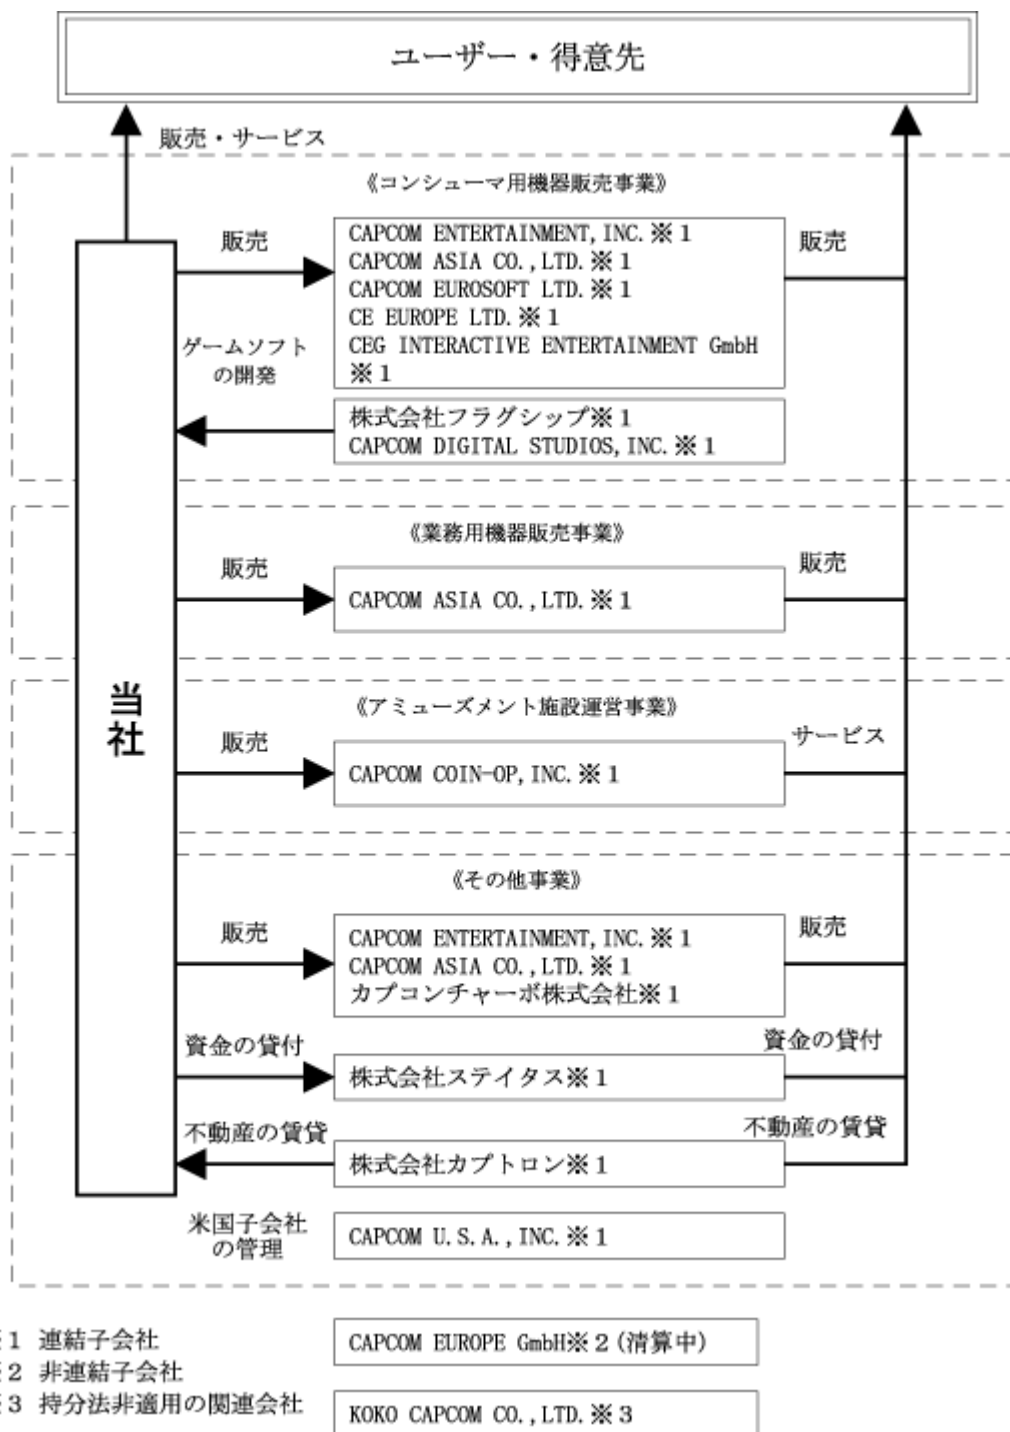 ユーザー・得意先
販売・サービス
《コンシューマ用機器販売事業》
販売
CAPCOM ENTERTAINMENT, INC.※1
CAPCOM ASIA CO.,LTD.※1
CAPCOM EUROSOFT LTD.※1
CE EUROPE LTD.※1
CEG INTERACTIVE ENTERTAINMENT GmbH
※1
販売
ゲームソフト
の開発
株式会社フラグシップ※1
CAPCOM DIGITAL STUDIOS, INC.※1
《業務用機器販売事業》
販売
CAPCOM ASIA CO.,LTD.※1
販売
当社
《アミューズメント施設運営事業》
販売
CAPCOM COIN-OP, INC.※1
サービス
《その他事業》
販売
CAPCOM ENTERTAINMENT, INC.※1
CAPCOM ASIA CO.,LTD.※1
カプコンチャーボ株式会社※1
販売
資金の貸付
株式会社ステイタス※1
資金の貸付
不動産の賃貸
株式会社カプトロン※1
不動産の賃貸
米国子会社
の管理
CAPCOM U.S.A., INC.※1
※1 連結子会社
※2 非連結子会社
※3 持分法非適用の関連会社
CAPCOM EUROPE GmbH※2(清算中)
KOKO CAPCOM CO.,LTD.※3